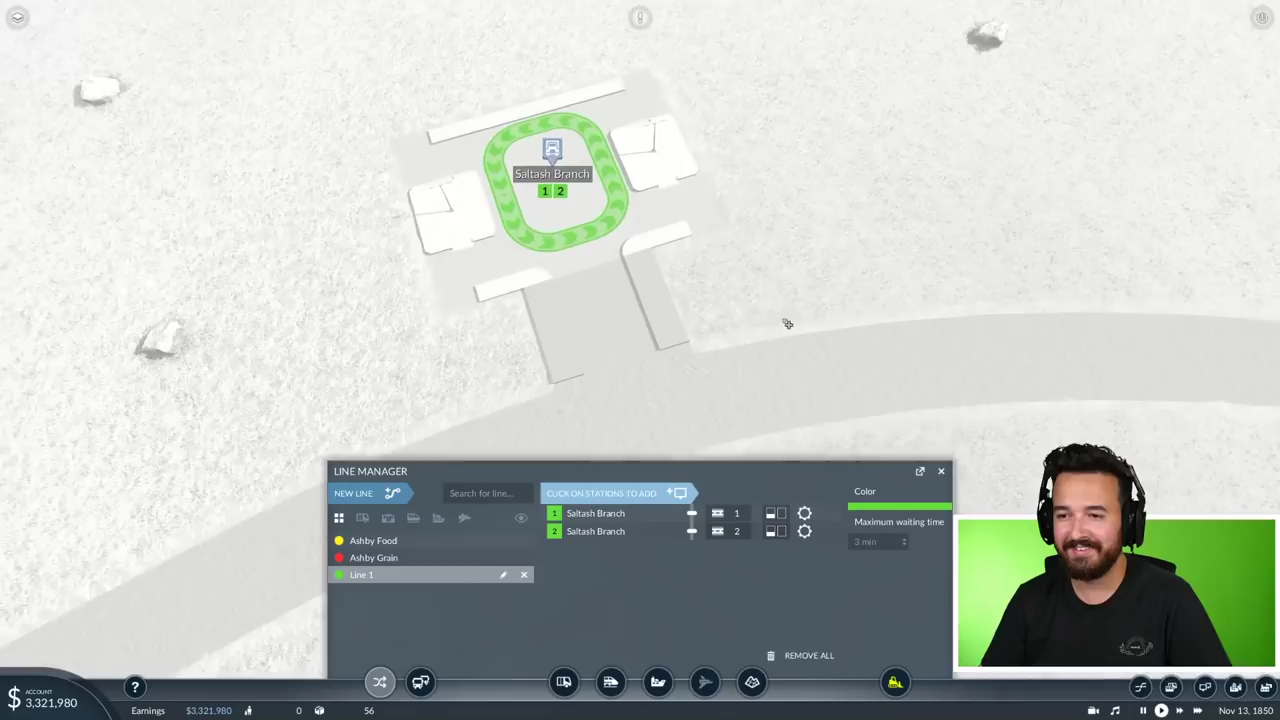 Saltash Branch
1 2
LINE MANAGER
NEW LINE
Search for line...
CLICK ON STATIONS TO ADD
Color
1 Saltash Branch 1
2 Saltash Branch 2
Maximum waiting time
3 min
Ashby Food
Ashby Grain
Line 1
REMOVE ALL
$ ACCOUNT
3,321,980
?
Earnings $3,321,980 0 56 Nov 13, 1850